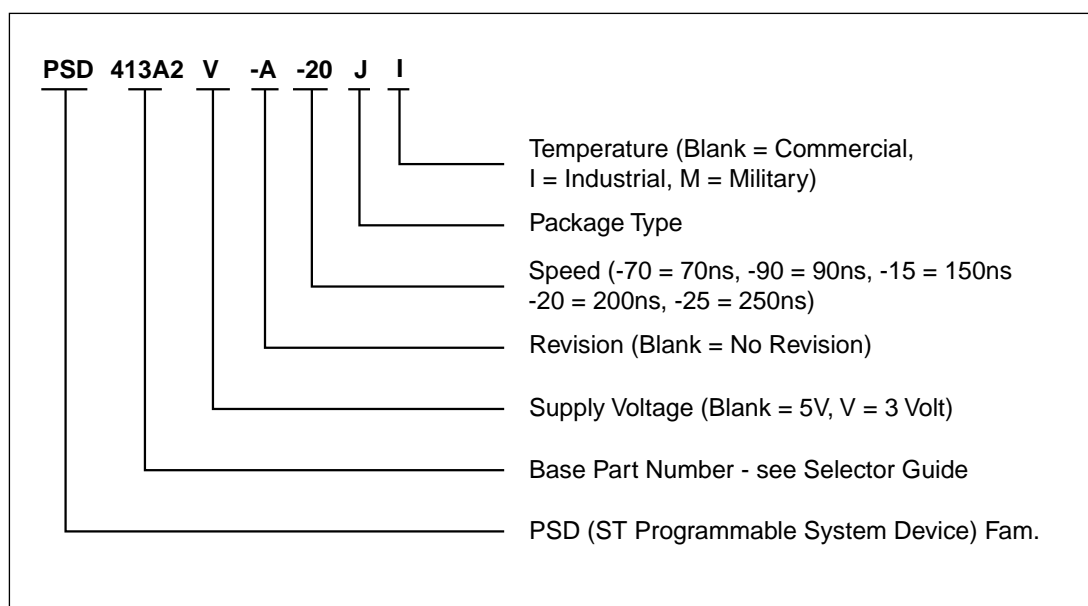 PSD 413A2 V -A -20 J I
Temperature (Blank = Commercial,
I = Industrial, M = Military)
Package Type
Speed (-70 = 70ns, -90 = 90ns, -15 = 150ns
-20 = 200ns, -25 = 250ns)
Revision (Blank = No Revision)
Supply Voltage (Blank = 5V, V = 3 Volt)
Base Part Number - see Selector Guide
PSD (ST Programmable System Device) Fam.